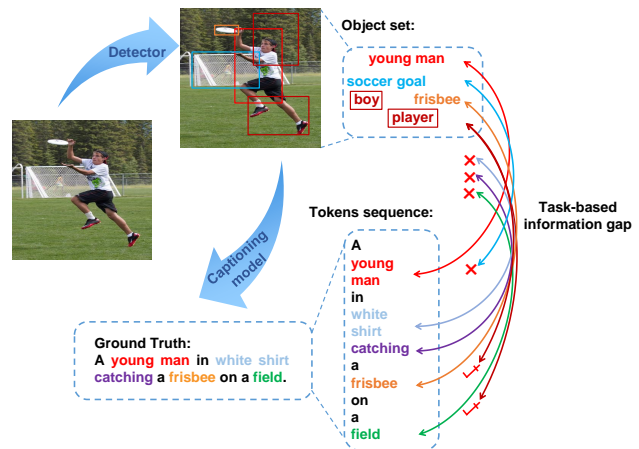 Detector
Object set:
young man
soccer goal
boy frisbee
player
Captioning
model
Tokens sequence:
Task-based
information gap
A
young
man
in
white
shirt
catching
a
frisbee
on
a
field
Ground Truth:
A young man in white shirt
catching a frisbee on a field.